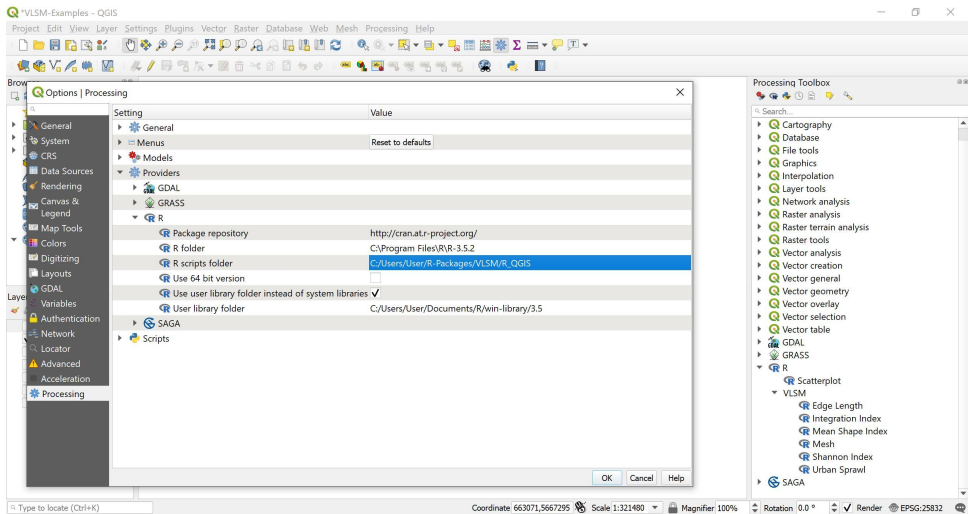 *VLSM-Examples - QGIS
Project Edit View Layer Settings Plugins Vector Raster Database Web Mesh Processing Help
Brow
Options | Processing
General
System
CRS
Data Sources
Rendering
Canvas &
Legend
Map Tools
Colors
Digitizing
Layouts
GDAL
Variables
Authentication
Network
Locator
Advanced
Acceleration
Processing
Laye
Setting Value
General
Menus Reset to defaults
Models
Providers
GDAL
GRASS
R
Package repository http://cran.at.r-project.org/
R folder C:\Program Files\R\R-3.5.2
R scripts folder C:/Users/User/R-Packages/VLSM/R_QGIS
Use 64 bit version
Use user library folder instead of system libraries
User library folder C:/Users/User/Documents/R/win-library/3.5
SAGA
Scripts
OK Cancel Help
Processing Toolbox
Search...
Cartography
Database
File tools
Graphics
Interpolation
Layer tools
Network analysis
Raster analysis
Raster terrain analysis
Raster tools
Vector analysis
Vector creation
Vector general
Vector geometry
Vector overlay
Vector selection
Vector table
GDAL
GRASS
R
Scatterplot
VLSM
Edge Length
Integration Index
Mean Shape Index
Mesh
Shannon Index
Urban Sprawl
SAGA
Type to locate (Ctrl+K) Coordinate 663071,5667295 Scale 1:321480 Magnifier 100% Rotation 0.0 ° Render EPSG:25832